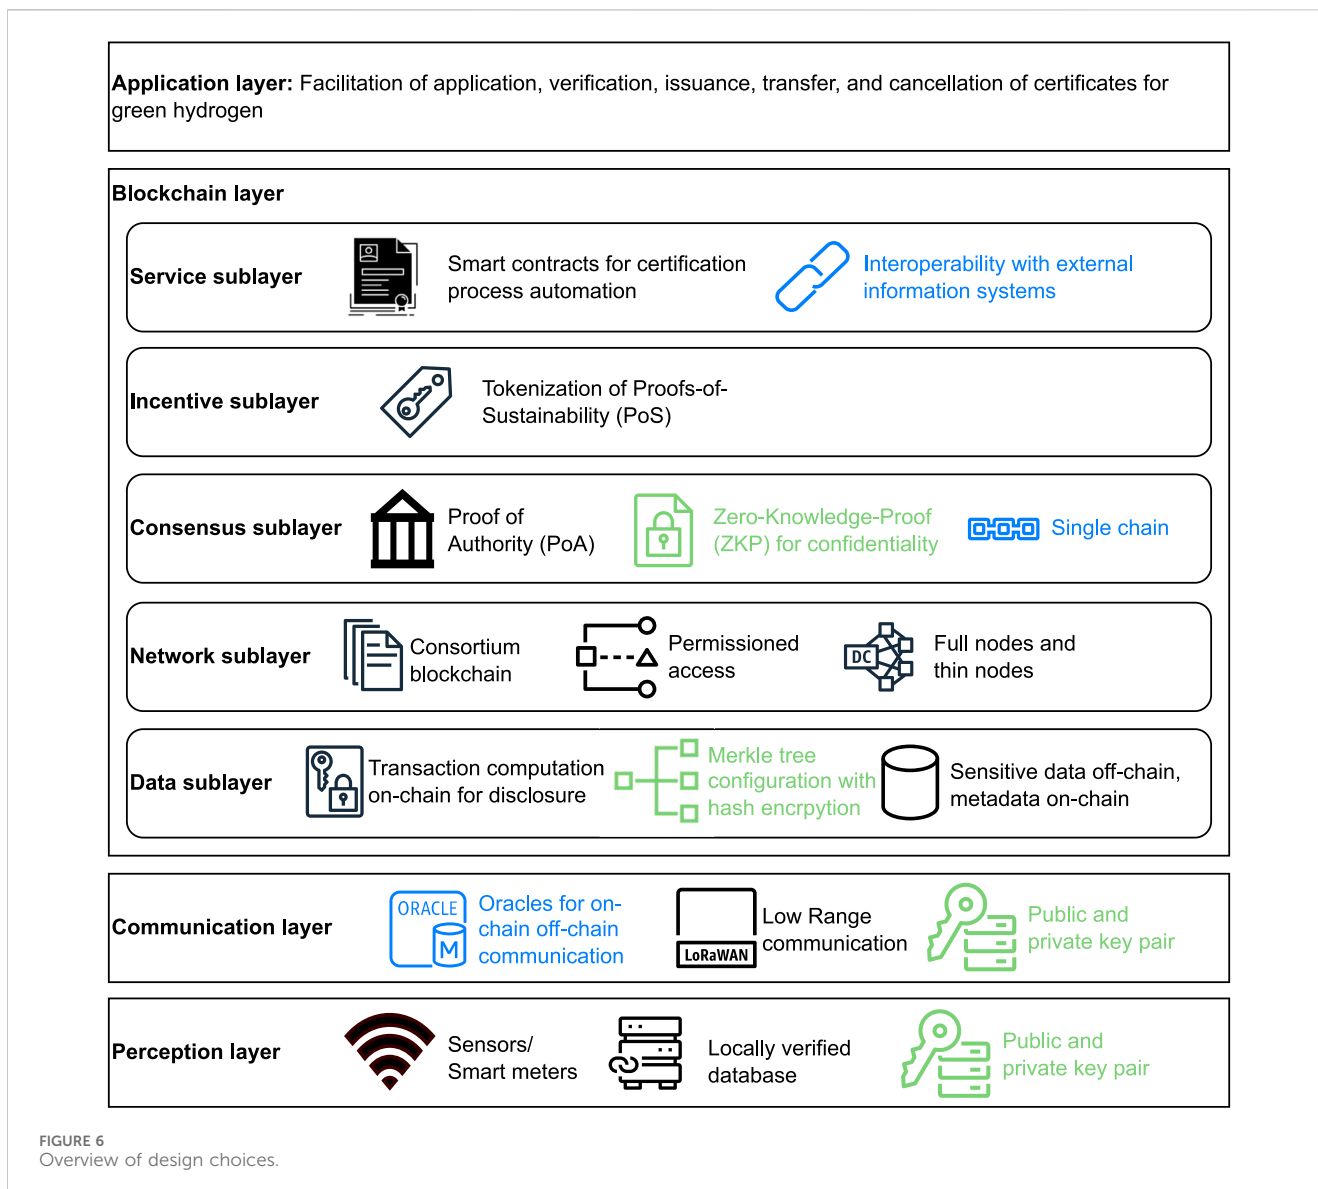 Application layer: Facilitation of application, verification, issuance, transfer, and cancellation of certificates for
green hydrogen
Blockchain layer
Service sublayer
Smart contracts for certification
process automation
Interoperability with external
information systems
Incentive sublayer
Tokenization of Proofs-of-
Sustainability (PoS)
Consensus sublayer
Proof of
Authority (PoA)
Zero-Knowledge-Proof
(ZKP) for confidentiality
Single chain
Network sublayer
Consortium
blockchain
Permissioned
access
DC
Full nodes and
thin nodes
Data sublayer
Transaction computation
on-chain for disclosure
Merkle tree
configuration with
hash encrpytion
Sensitive data off-chain,
metadata on-chain
Communication layer
ORACLE
M
Oracles for on-
chain off-chain
communication
LoRaWAN
Low Range
communication
Public and
private key pair
Perception layer
Sensors/
Smart meters
Locally verified
database
Public and
private key pair
FIGURE 6
Overview of design choices.